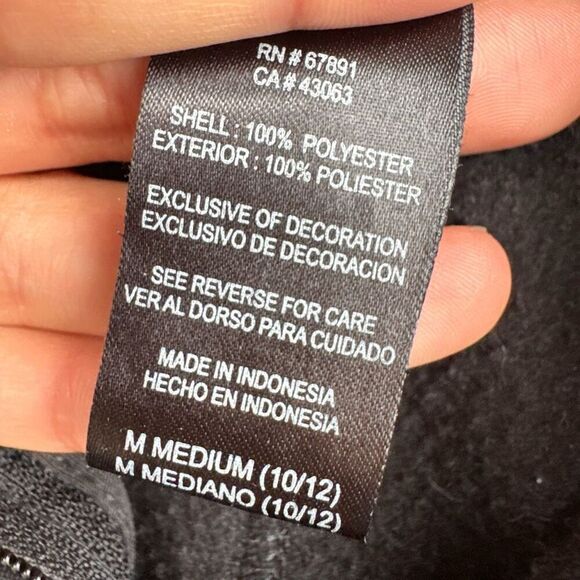 RN # 67891
CA # 43063
SHELL : 100% POLYESTER
EXTERIOR : 100% POLIESTER
EXCLUSIVE OF DECORATION
EXCLUSIVO DE DECORACION
SEE REVERSE FOR CARE
VER AL DORSO PARA CUIDADO
MADE IN INDONESIA
HECHO EN INDONESIA
M MEDIUM (10/12)
M MEDIANO (10/12)